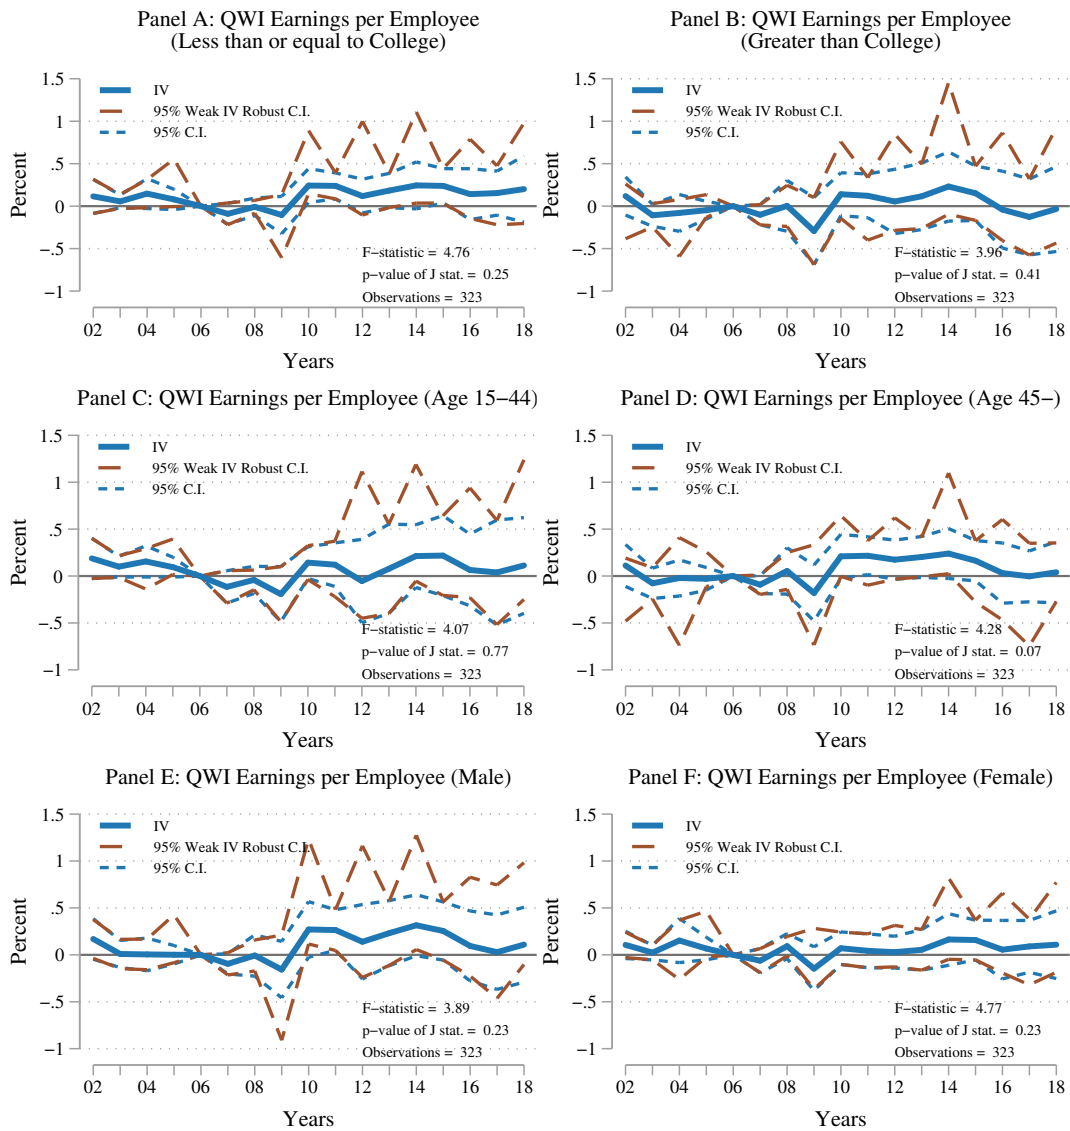 Panel A: QWI Earnings per Employee
(Less than or equal to College)
1.5
1
.5
0
−.5
−1
Percent
IV
95% Weak IV Robust C.I.
95% C.I.
F−statistic = 4.76
p−value of J stat. = 0.25
Observations = 323
02 04 06 08 10 12 14 16 18
Years
Panel B: QWI Earnings per Employee
(Greater than College)
1.5
1
.5
0
−.5
−1
Percent
IV
95% Weak IV Robust C.I.
95% C.I.
F−statistic = 3.96
p−value of J stat. = 0.41
Observations = 323
02 04 06 08 10 12 14 16 18
Years
Panel C: QWI Earnings per Employee (Age 15−44)
1.5
1
.5
0
−.5
−1
Percent
IV
95% Weak IV Robust C.I.
95% C.I.
F−statistic = 4.07
p−value of J stat. = 0.77
Observations = 323
02 04 06 08 10 12 14 16 18
Years
Panel D: QWI Earnings per Employee (Age 45−)
1.5
1
.5
0
−.5
−1
Percent
IV
95% Weak IV Robust C.I.
95% C.I.
F−statistic = 4.28
p−value of J stat. = 0.07
Observations = 323
02 04 06 08 10 12 14 16 18
Years
Panel E: QWI Earnings per Employee (Male)
1.5
1
.5
0
−.5
−1
Percent
IV
95% Weak IV Robust C.I.
95% C.I.
F−statistic = 3.89
p−value of J stat. = 0.23
Observations = 323
02 04 06 08 10 12 14 16 18
Years
Panel F: QWI Earnings per Employee (Female)
1.5
1
.5
0
−.5
−1
Percent
IV
95% Weak IV Robust C.I.
95% C.I.
F−statistic = 4.77
p−value of J stat. = 0.23
Observations = 323
02 04 06 08 10 12 14 16 18
Years